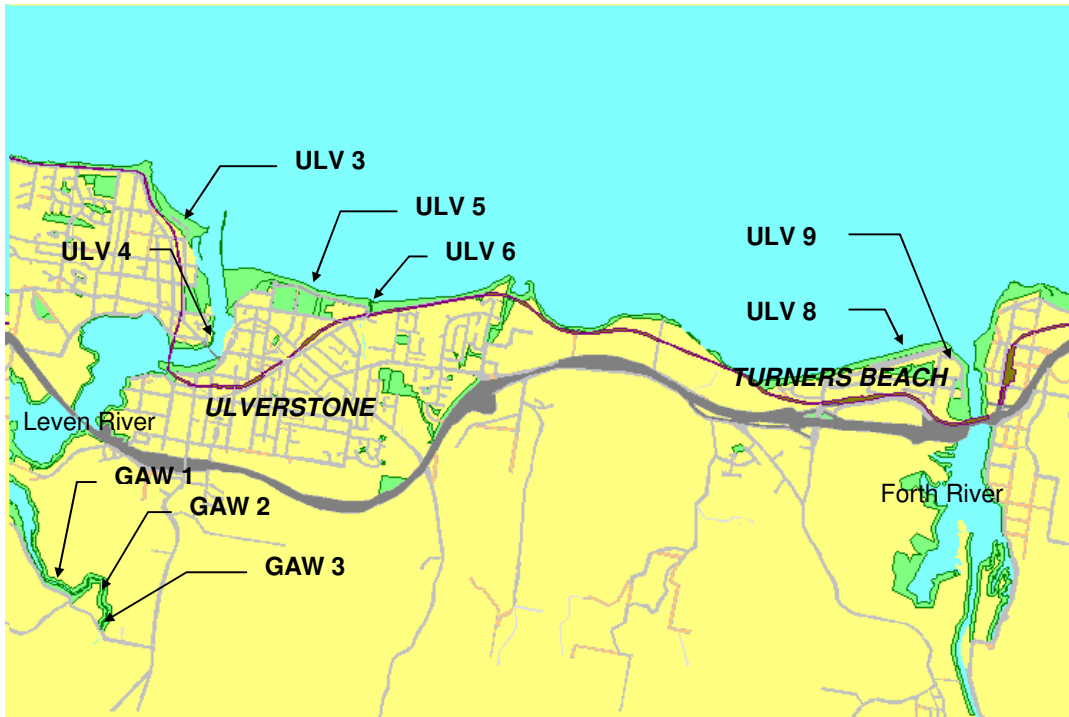 ULV 3
ULV 5
ULV 4
ULV 6
ULV 9
ULV 8
TURNERS BEACH
ULVERSTONE
Leven River
GAW 1
Forth River
GAW 2
GAW 3